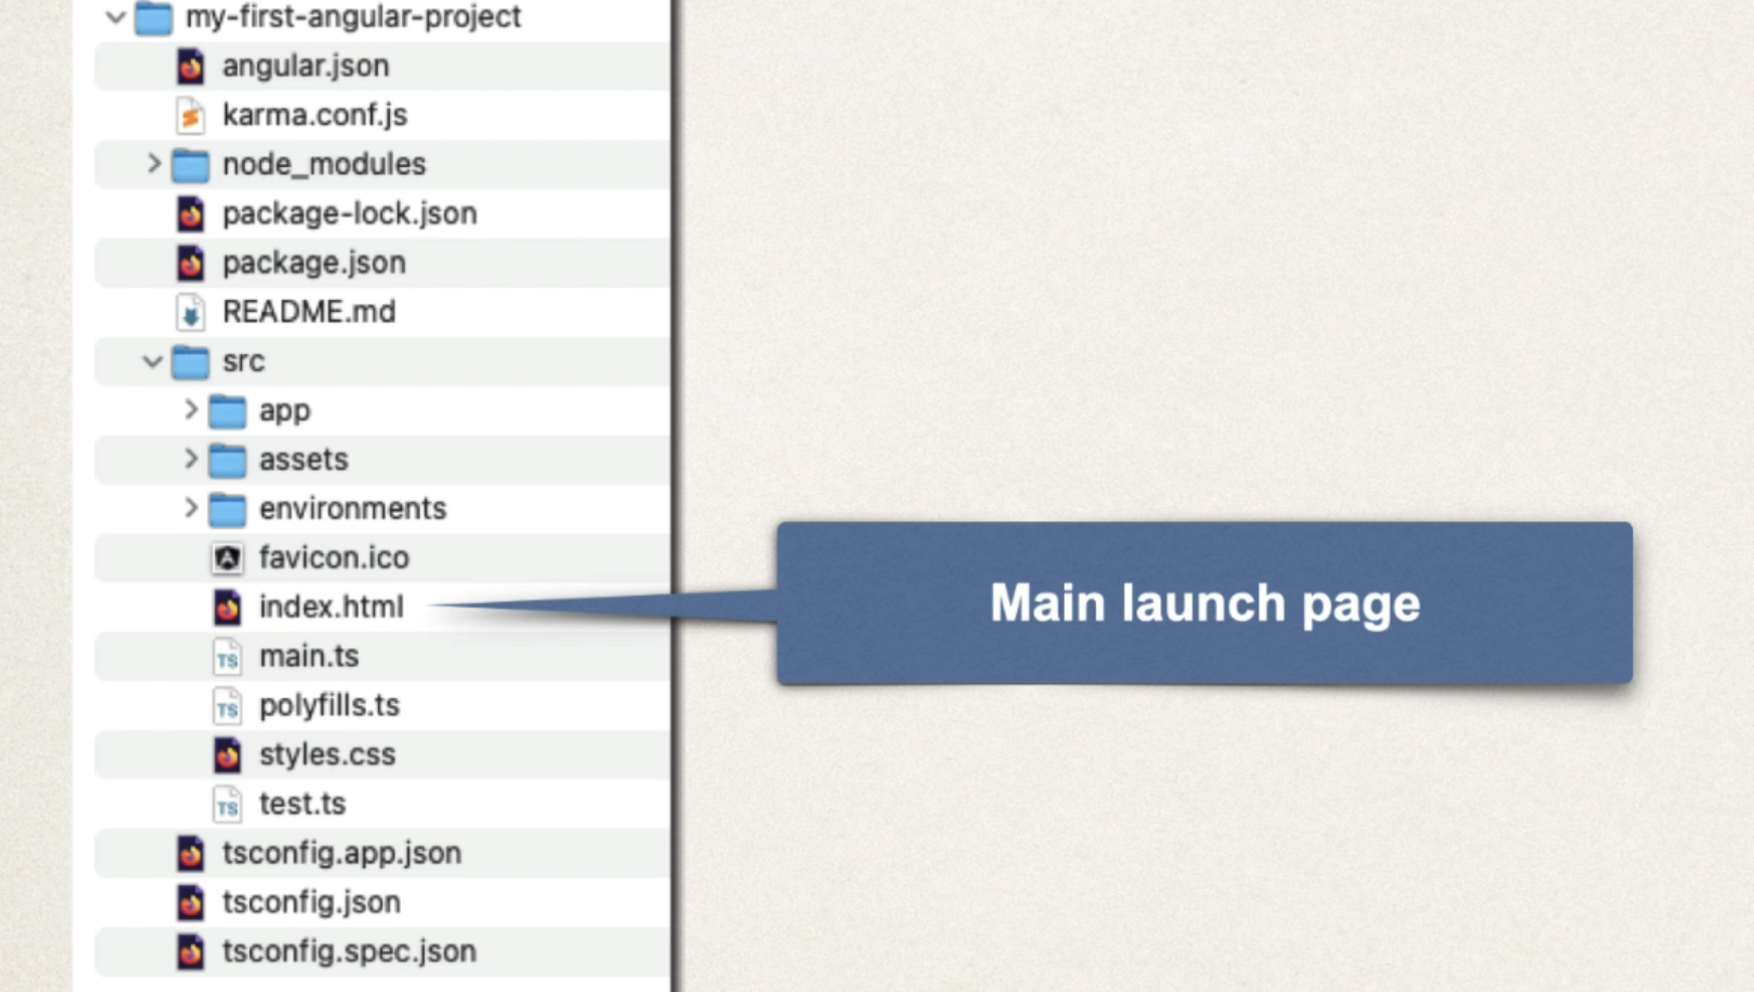 my-first-angular-project
angular.json
karma.conf.js
node_modules
package-lock.json
package.json
README.md
src
app
assets
environments
favicon.ico
index.html
Main launch page
main.ts
polyfills.ts
styles.css
test.ts
tsconfig.app.json
tsconfig.json
tsconfig.spec.json